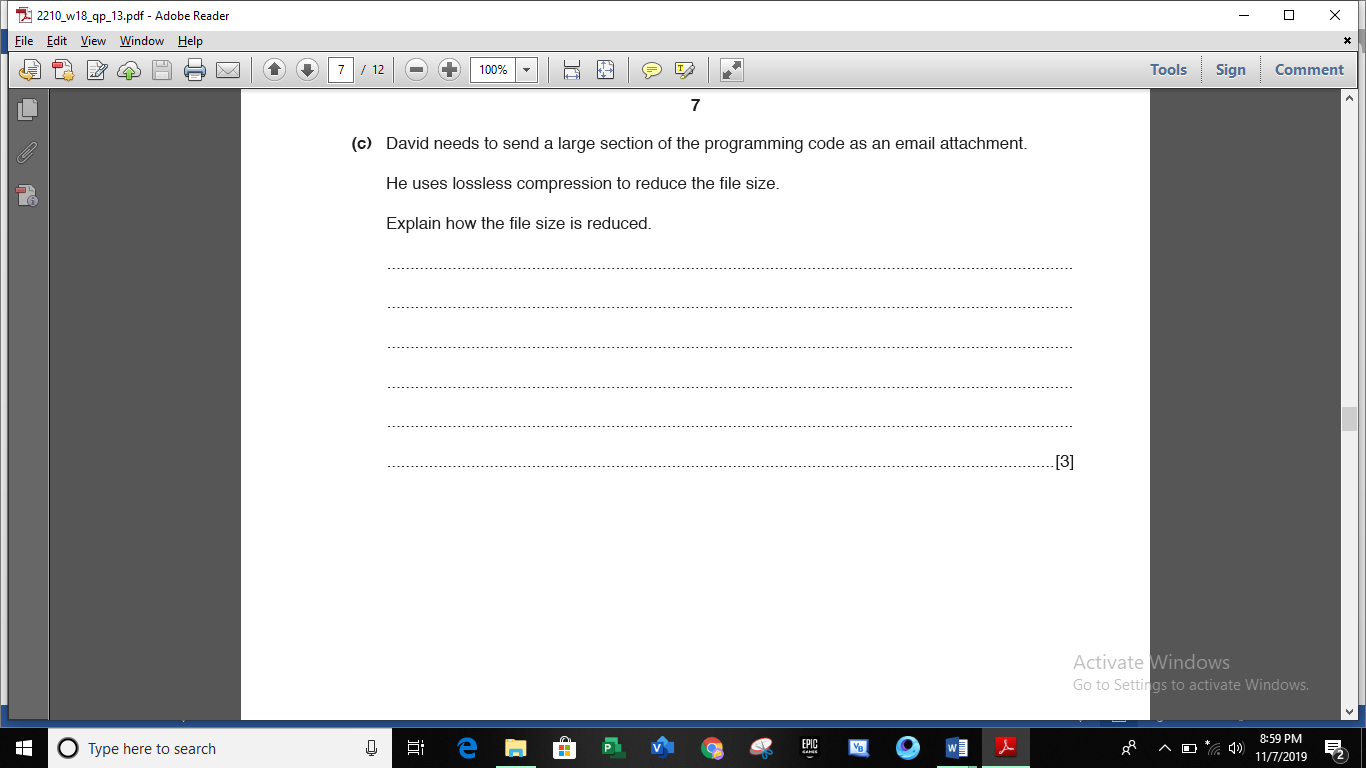 2210_w18_qp_13.pdf - Adobe Reader
File Edit View Window Help
7 / 12 100% Tools Sign Comment
7
(c) David needs to send a large section of the programming code as an email attachment.
He uses lossless compression to reduce the file size.
Explain how the file size is reduced.
[3]
Activate Windows
Go to Settings to activate Windows.
Type here to search
8:59 PM
11/7/2019
2